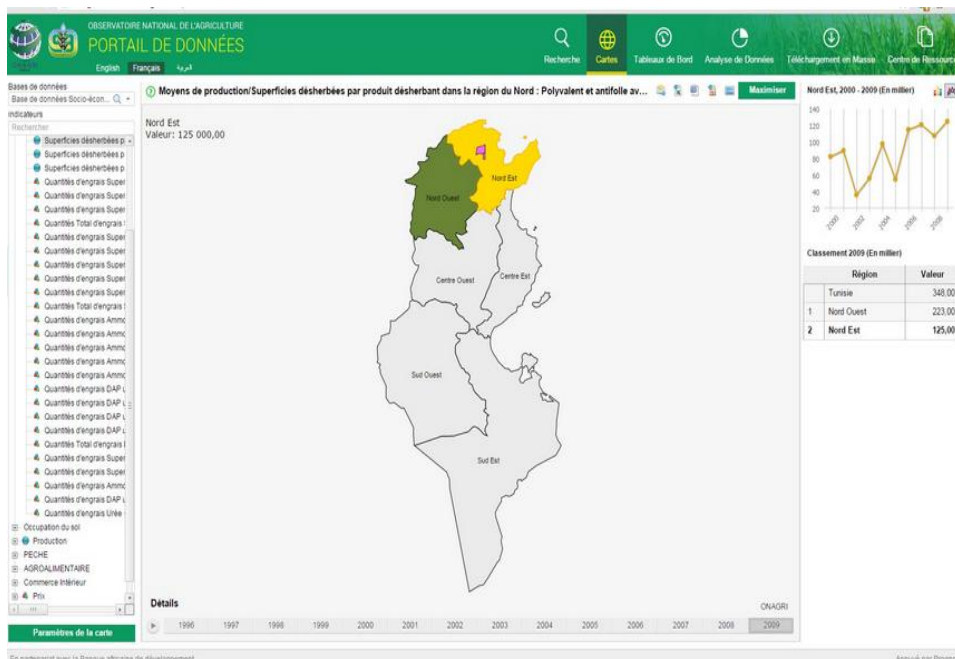 OBSERVATOIRE NATIONAL DE L'AGRICULTURE
PORTAIL DE DONNÉES
English Français العربية
Recherche
Cartes
Tableaux de Bord
Analyse de Données
Téléchargement en Masse
Centre de Ressource
Bases de données
Base de données Socio-écon...
Indicateurs
Rechercher
Superficies désherbées p
Superficies désherbées p
Superficies désherbées p
Quantités d'engrais Super
Quantités d'engrais Super
Quantités d'engrais Super
Quantités Total d'engrais
Quantités d'engrais Super
Quantités d'engrais Super
Quantités d'engrais Super
Quantités d'engrais Super
Quantités d'engrais Super
Quantités Total d'engrais
Quantités d'engrais Ammo
Quantités d'engrais Ammo
Quantités d'engrais Ammo
Quantités d'engrais Ammo
Quantités d'engrais Ammo
Quantités d'engrais DAP u
Quantités d'engrais DAP u
Quantités d'engrais DAP u
Quantités d'engrais DAP u
Quantités Total d'engrais
Quantités d'engrais Super
Quantités d'engrais Super
Quantités d'engrais Ammo
Quantités d'engrais DAP u
Quantités d'engrais Urée
Occupation du sol
Production
PECHE
AGROALIMENTAIRE
Commerce Intérieur
Prix
Paramètres de la carte
Moyens de production/Superficies désherbées par produit désherbant dans la région du Nord : Polyvalent et antifolle av...
Maximiser
Nord Est
Valeur: 125 000,00
Nord Est
Nord Ouest
Centre Ouest
Centre Est
Sud Ouest
Sud Est
Détails
ONAGRI
1996 1997 1998 1999 2000 2001 2002 2003 2004 2005 2006 2007 2008 2009
Nord Est, 2000 - 2009 (En millier)
140
120
100
80
60
40
20
2000 2002 2004 2006 2008
Classement 2009 (En millier)
Région Valeur
Tunisie 348,00
1 Nord Ouest 223,00
2 Nord Est 125,00
En partenariat avec la Banque africaine de développement